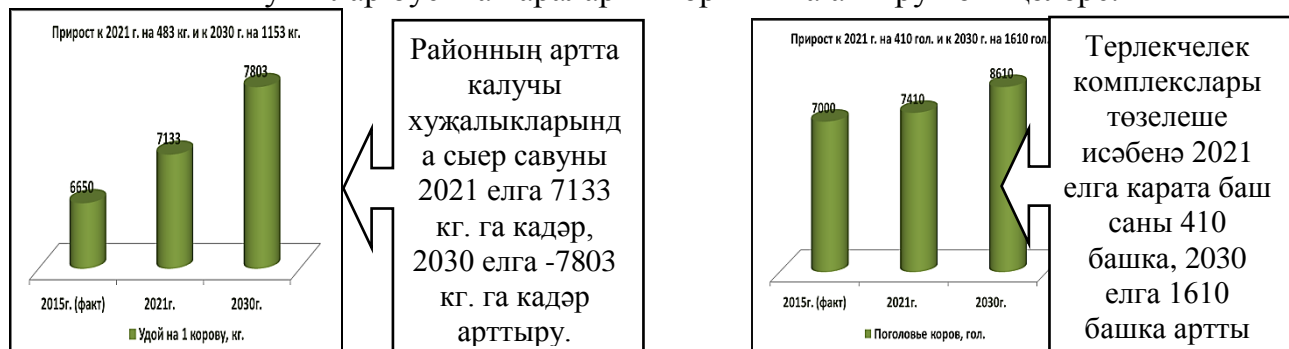 Прирост к 2021 г. на 483 кг. и к 2030 г. на 1153 кг.
7803
7133
6650
2015г. (факт) 2021г. 2030г.
Удой на 1 корову, кг.
Районның артта
калучы
хуҗалыкларынд
а сыер савуны
2021 елга 7133
кг. га кадәр,
2030 елга -7803
кг. га кадәр
арттыру.
Прирост к 2021 г. на 410 гол. и к 2030 г. на 1610 гол.
8610
7410
7000
2015г. (факт) 2021г. 2030г.
Поголовье коров, гол.
Терлекчелек
комплекслары
төзелеше
исәбенә 2021
елга карата баш
саны 410
башка, 2030
елга 1610
башка артты